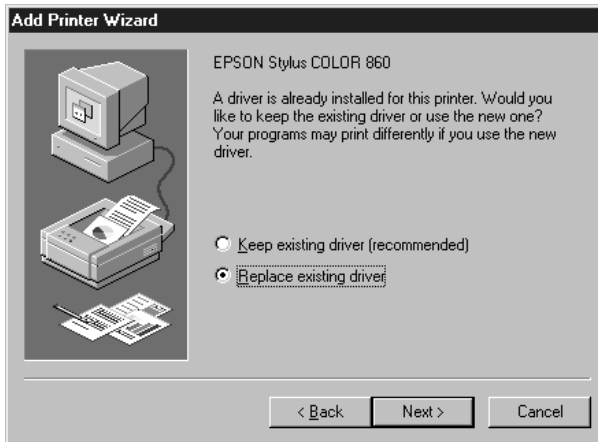 Add Printer Wizard
EPSON Stylus COLOR 860
A driver is already installed for this printer. Would you
like to keep the existing driver or use the new one?
Your programs may print differently if you use the new
driver.
Keep existing driver (recommended)
Replace existing driver
< Back Next > Cancel